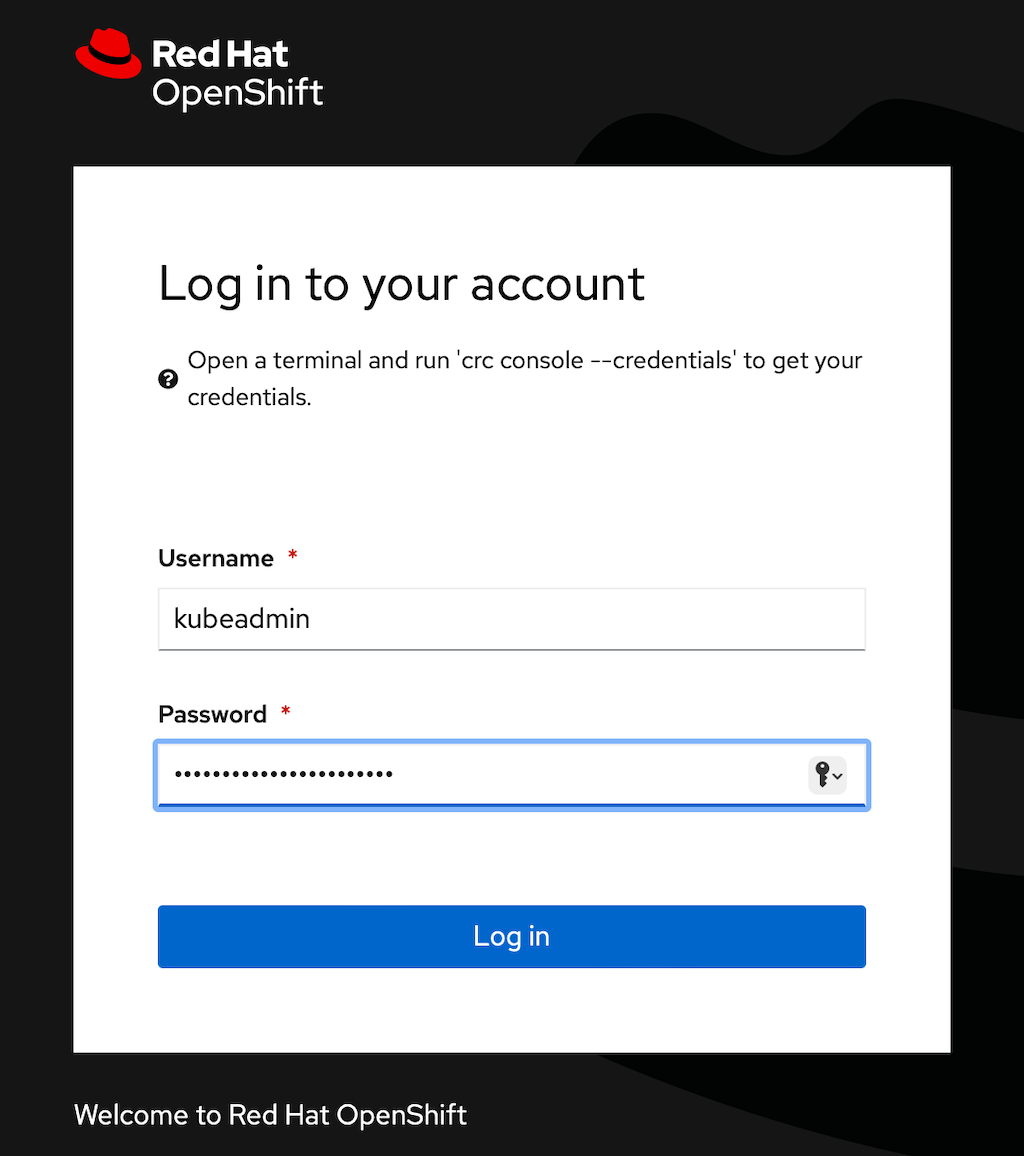 Red Hat
OpenShift
Log in to your account
Open a terminal and run 'crc console --credentials' to get your
credentials.
Username *
kubeadmin
Password *
•••••••••••••••••••••••
Log in
Welcome to Red Hat OpenShift